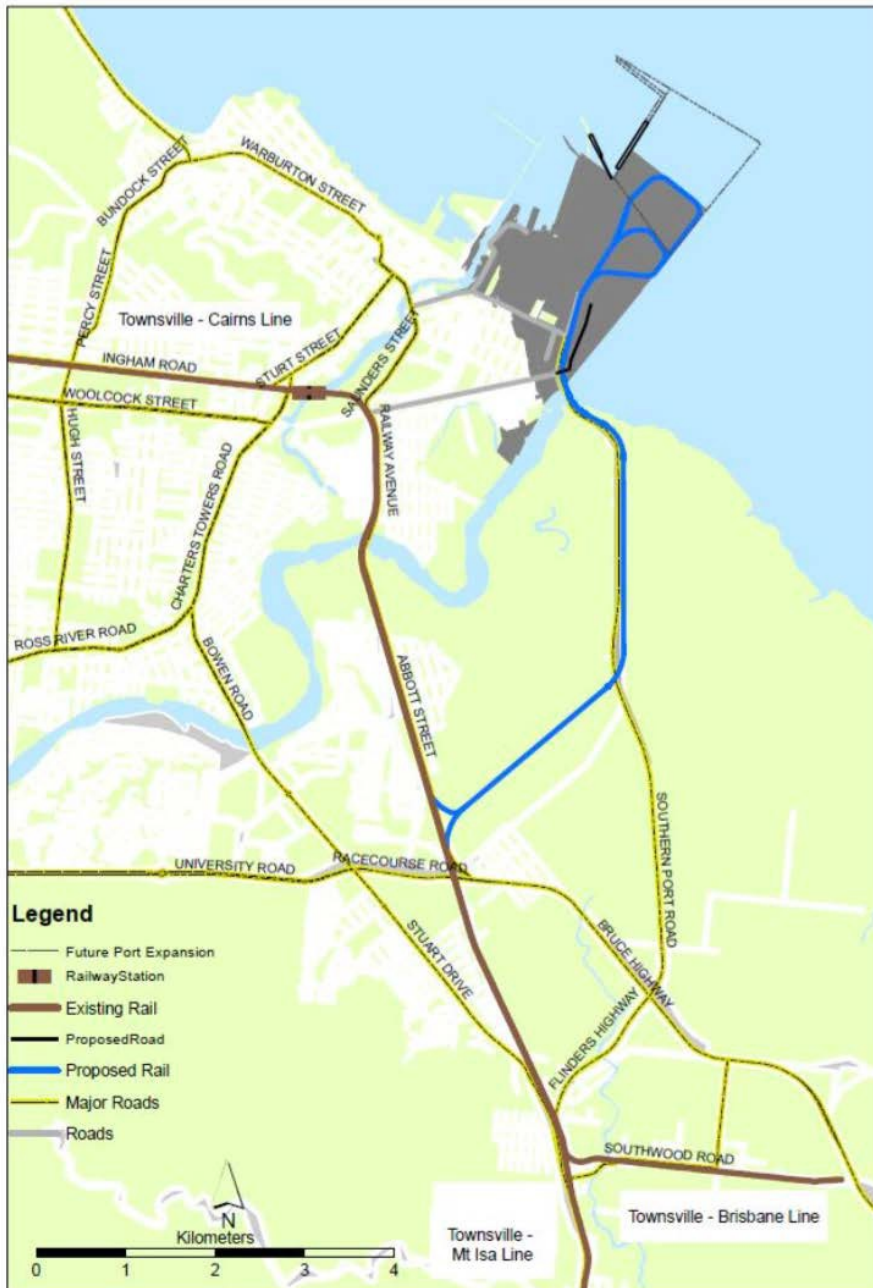 BUNDOCK STREET
WARBURTON STREET
PERCY STREET
Townsville - Cairns Line
INGHAM ROAD
STURT STREET
SAUNDERS STREET
WOOLCOCK STREET
RAILWAY AVENUE
HUGH STREET
CHARTERS TOWERS ROAD
ROSS RIVER ROAD
BOWEN ROAD
ABBOTT STREET
SOUTHERN PORT ROAD
UNIVERSITY ROAD
RACECOURSE ROAD
STUART DRIVE
BRUCE HIGHWAY
FLINDERS HIGHWAY
SOUTHWOOD ROAD
Legend
Future Port Expansion
RailwayStation
Existing Rail
ProposedRoad
Proposed Rail
Major Roads
Roads
N
Kilometers
0 1 2 3 4
Townsville -
Mt Isa Line
Townsville - Brisbane Line